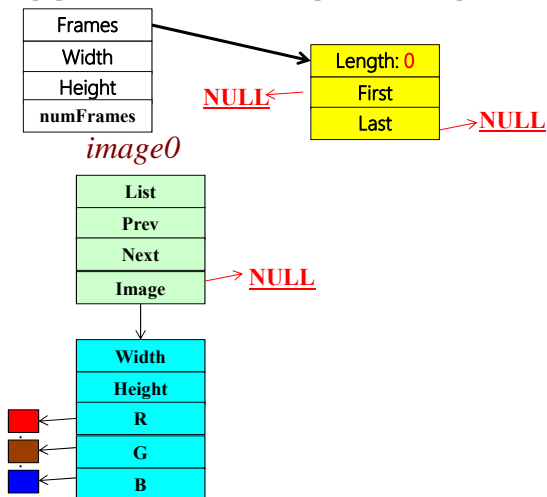 Frames
Width
Height
numFrames
image0
Length: 0
First
Last
NULL
NULL
List
Prev
Next
Image
NULL
Width
Height
R
G
B